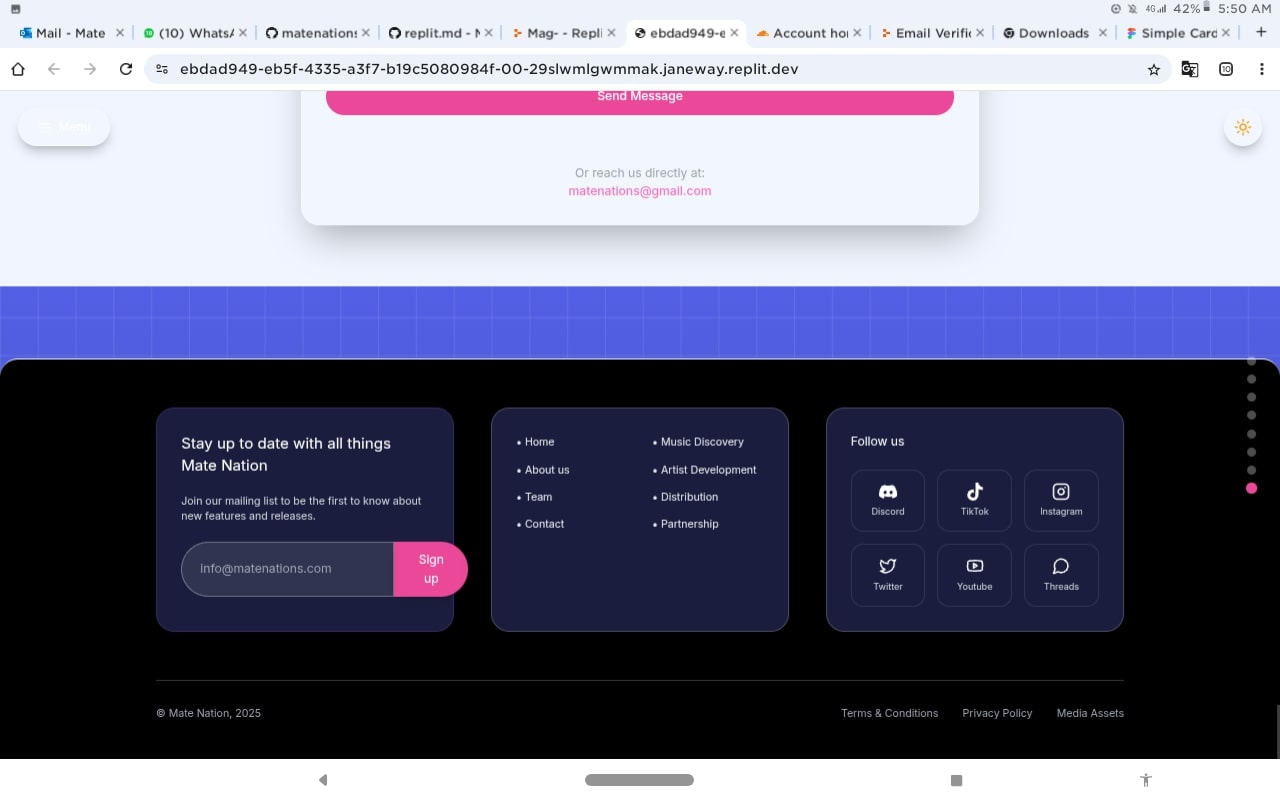 4G 42% 5:50 AM
Mail - Mate
(10) WhatsA
matenations
replit.md - N
Mag- - Repli
ebdad949-e
Account hor
Email Verific
Downloads
Simple Card
ebdad949-eb5f-4335-a3f7-b19c5080984f-00-29slwmlgwmmak.janeway.replit.dev
10
Send Message
Menu
Or reach us directly at:
matenations@gmail.com
Stay up to date with all things
Mate Nation
Join our mailing list to be the first to know about
new features and releases.
info@matenations.com
Sign
up
• Home
• About us
• Team
• Contact
• Music Discovery
• Artist Development
• Distribution
• Partnership
Follow us
Discord
TikTok
Instagram
Twitter
Youtube
Threads
© Mate Nation, 2025
Terms & Conditions
Privacy Policy
Media Assets